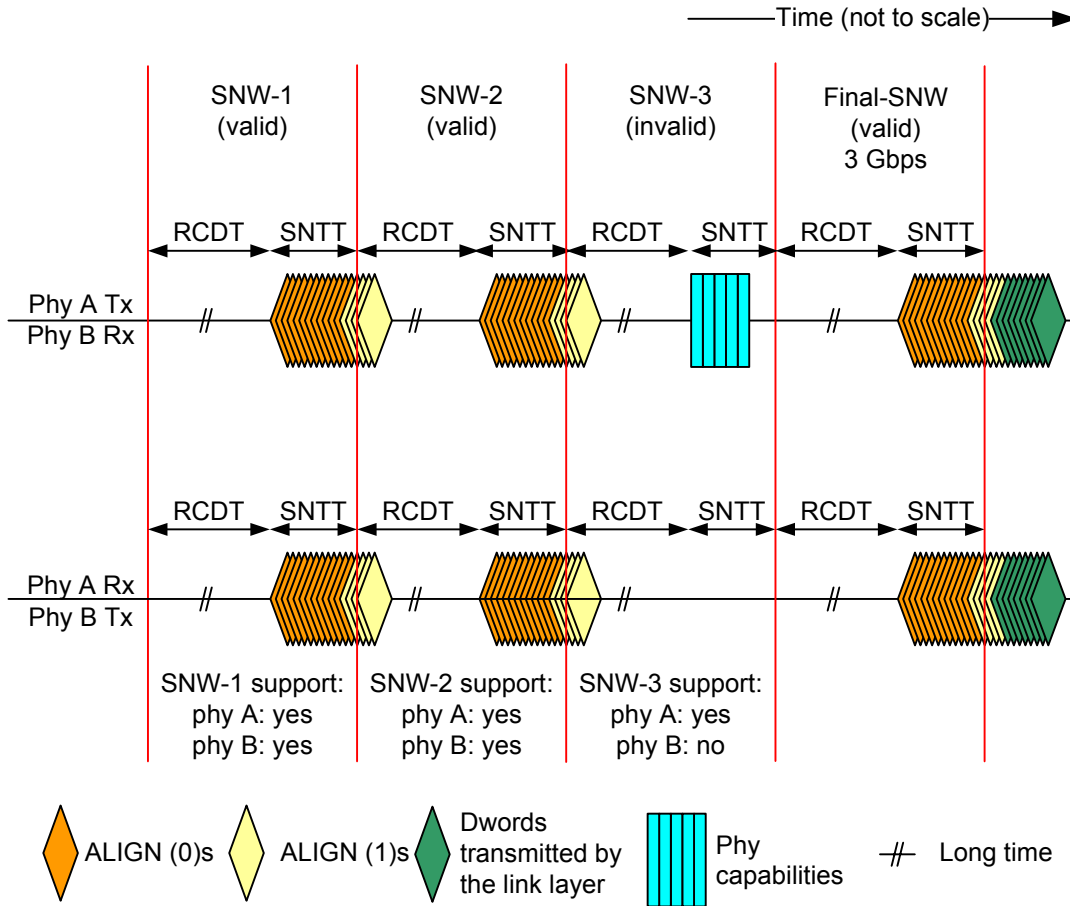 Time (not to scale)
SNW-1
(valid)
SNW-2
(valid)
SNW-3
(invalid)
Final-SNW
(valid)
3 Gbps
RCDT SNTT RCDT SNTT RCDT SNTT RCDT SNTT
Phy A Tx
Phy B Rx
RCDT SNTT RCDT SNTT RCDT SNTT RCDT SNTT
Phy A Rx
Phy B Tx
SNW-1 support:
phy A: yes
phy B: yes
SNW-2 support:
phy A: yes
phy B: yes
SNW-3 support:
phy A: yes
phy B: no
ALIGN (0)s
ALIGN (1)s
Dwords
transmitted by
the link layer
Phy
capabilities
Long time